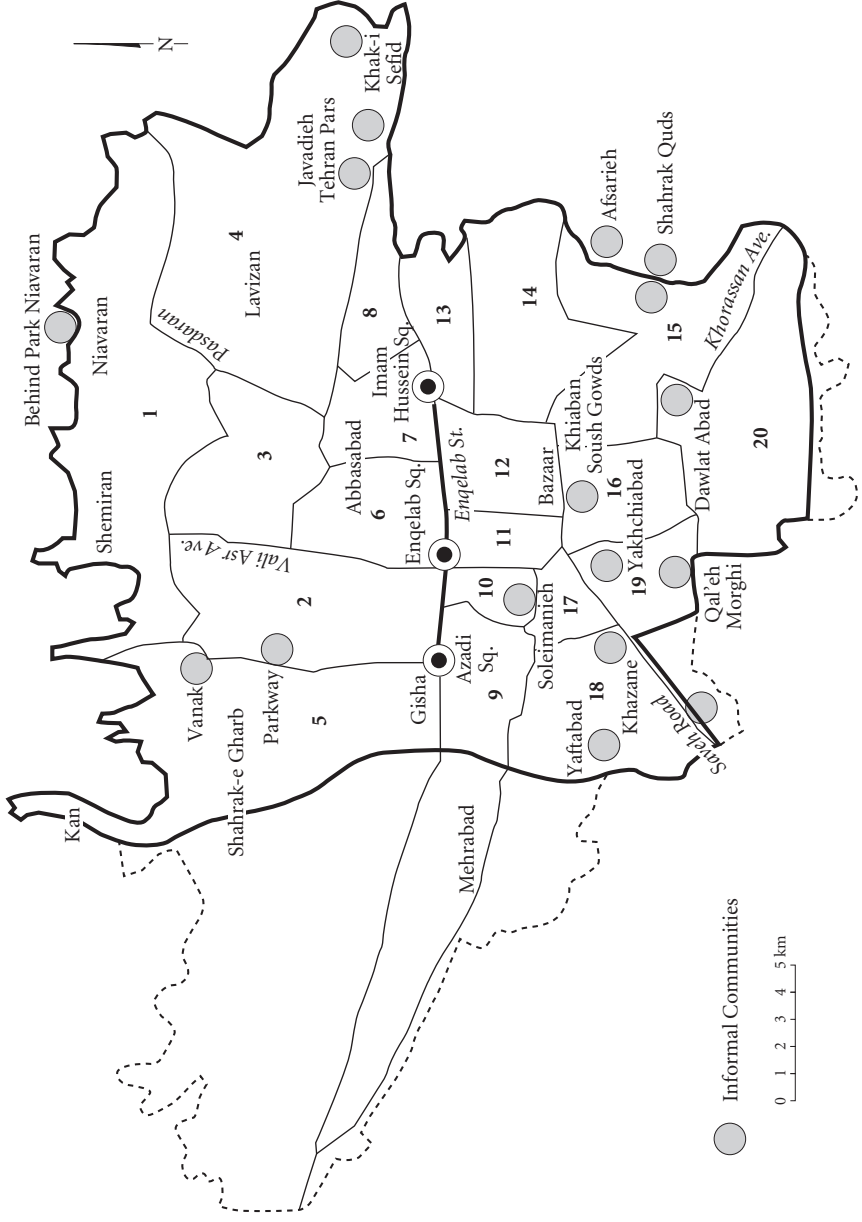 N
Kan
Shemiran
Behind Park Niavaran
Niavaran
1
Pasdaran
4
Lavizan
Javadieh
Tehran Pars
Khak-i
Sefid
3
Vali Asr Ave.
2
Vanak
Parkway
Shahrak-e Gharb
5
Abbasabad
6
7
8
Imam
Hussein Sq.
13
14
Gisha
Azadi
Sq.
Enqelab Sq.
Enqelab St.
9
10
11
12
Mehrabad
Soleimanieh
17
Bazaar
Khiaban
Soush Gowds
16
15
Afsarieh
Shahrak Quds
Khorassan Ave.
Yaftabad
18
Khazane
19
Yakhchiabad
Dawlat Abad
20
Qal'eh
Morghi
Saveh Road
Informal Communities
0 1 2 3 4 5 km